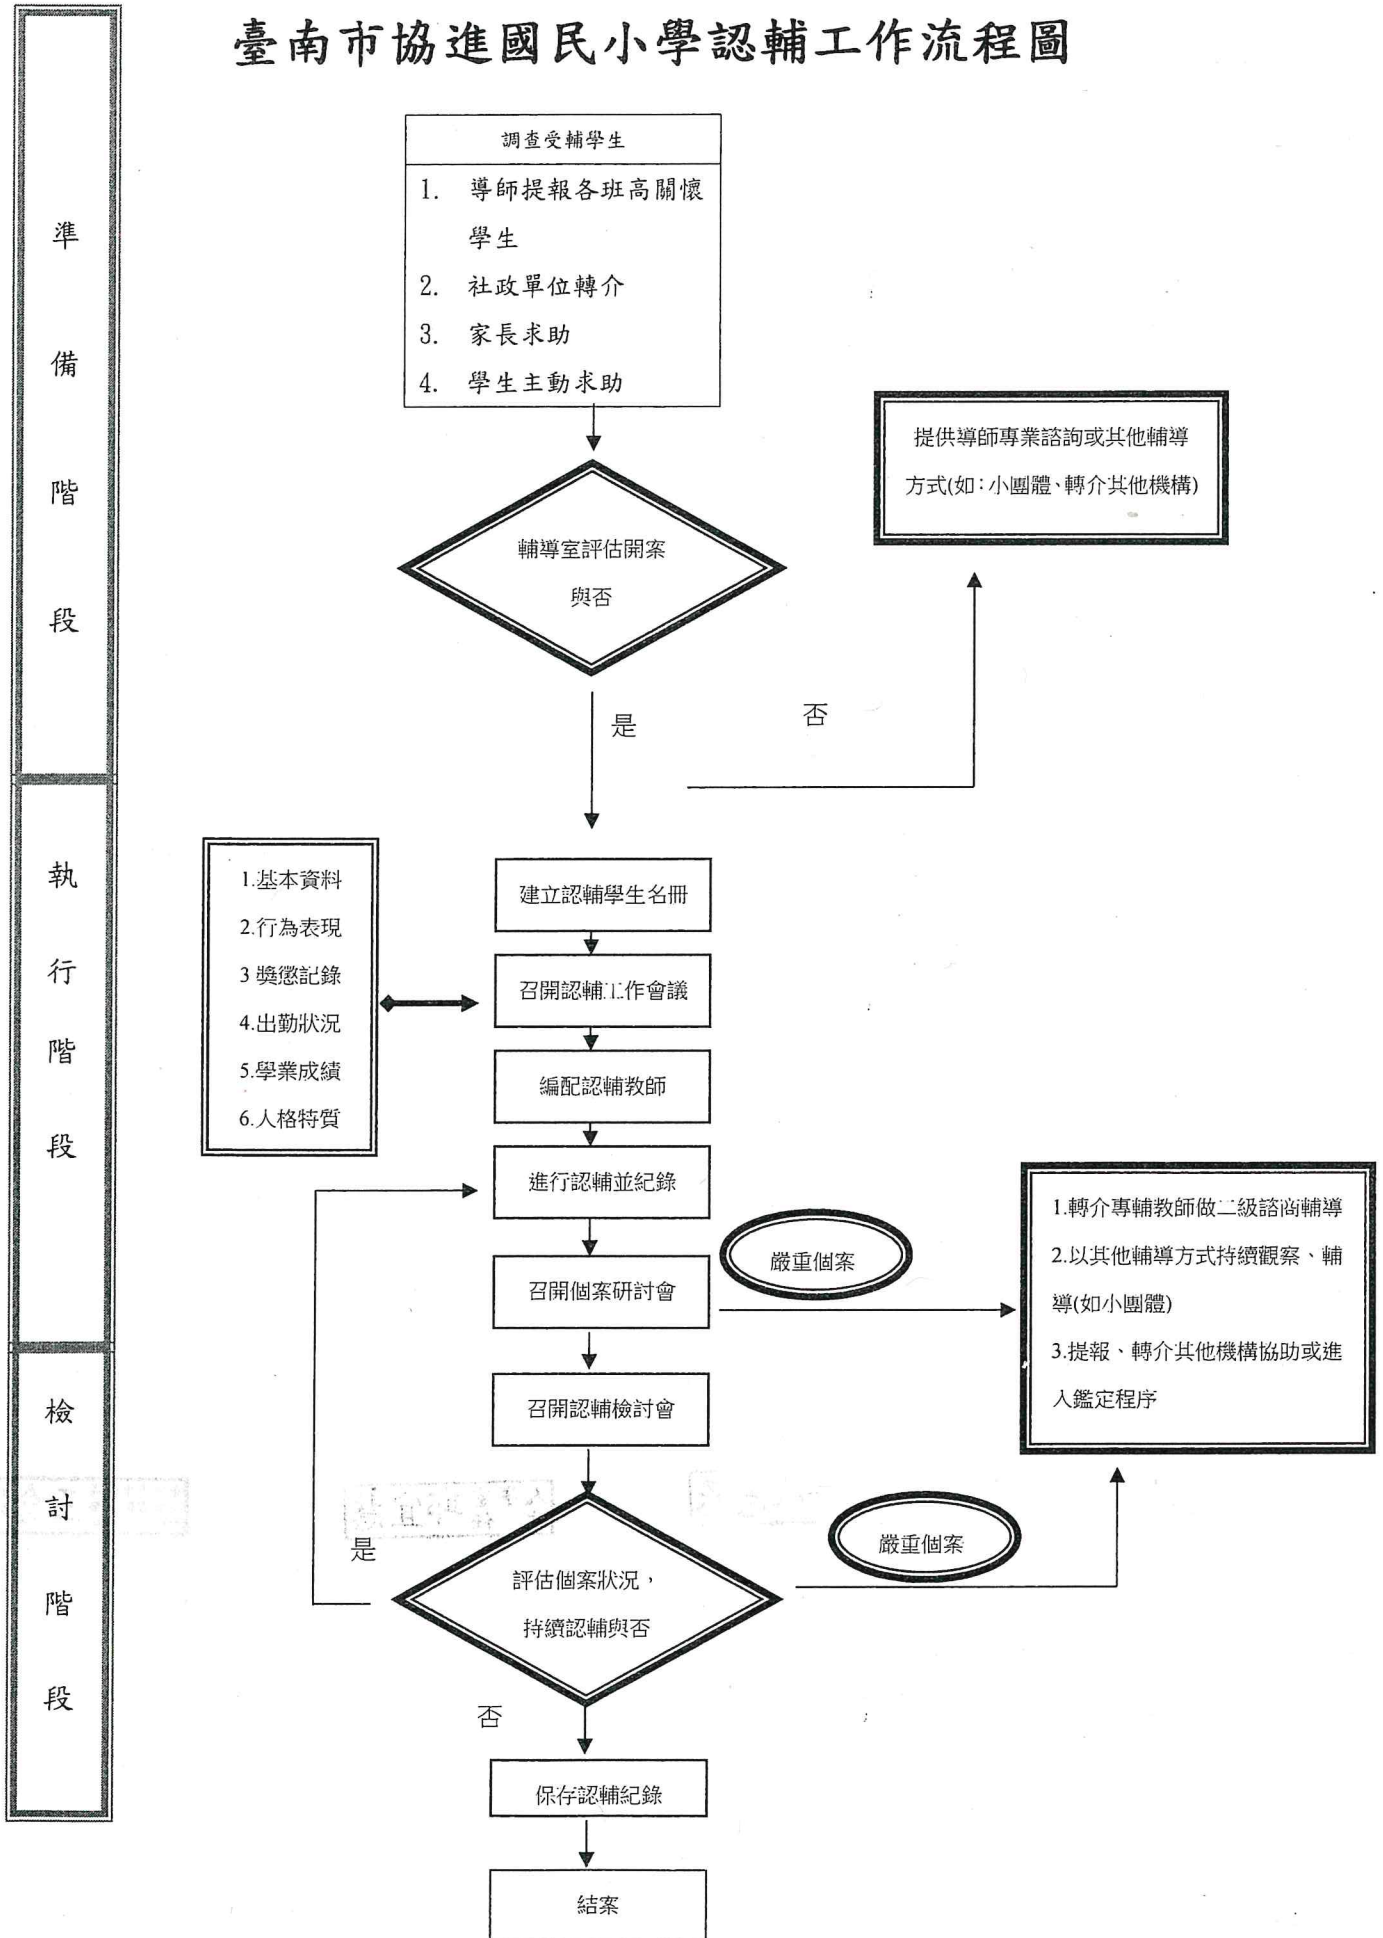 臺南市協進國民小學認輔工作流程圖
準備階段
調查受輔學生
1. 導師提報各班高關懷
學生
2. 社政單位轉介
3. 家長求助
4. 學生主動求助
提供導師專業諮詢或其他輔導
方式(如：小團體、轉介其他機構)
輔導室評估開案
與否
是
否
執行階段
1.基本資料
2.行為表現
3 獎懲記錄
4.出勤狀況
5.學業成績
6.人格特質
建立認輔學生名冊
召開認輔工作會議
編配認輔教師
進行認輔並紀錄
召開個案研討會
嚴重個案
1.轉介專輔教師做二級諮商輔導
2.以其他輔導方式持續觀察、輔
導(如小團體)
3.提報、轉介其他機構協助或進
入鑑定程序
檢討階段
召開認輔檢討會
是
評估個案狀況，
持續認輔與否
嚴重個案
否
保存認輔紀錄
結案